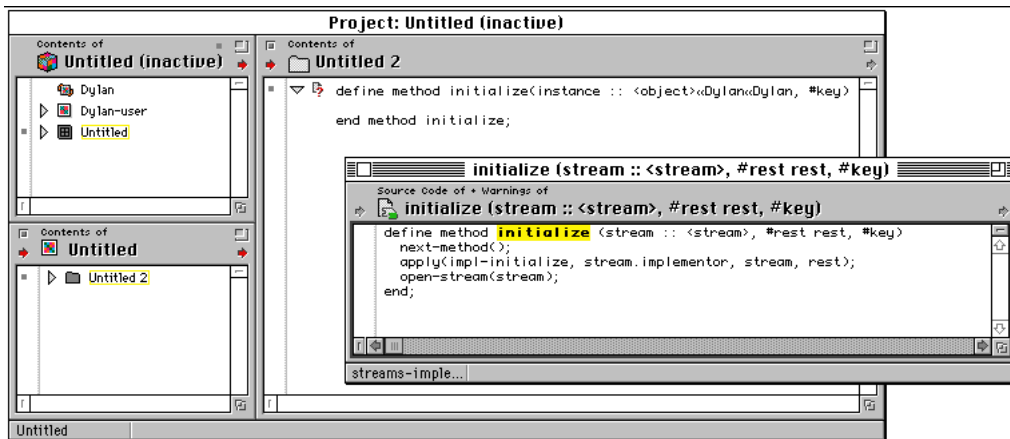 Project: Untitled (inactive)
Contents of
Untitled (inactive)
Dylan
Dylan-user
Untitled
Contents of
Untitled
Untitled 2
Contents of
Untitled 2
define method initialize(instance :: <object>«Dylan«Dylan, #key)
end method initialize;
initialize (stream :: <stream>, #rest rest, #key)
Source Code of + Warnings of
initialize (stream :: <stream>, #rest rest, #key)
define method initialize (stream :: <stream>, #rest rest, #key)
next-method();
apply(impl-initialize, stream.implementor, stream, rest);
open-stream(stream);
end;
streams-imple...
Untitled